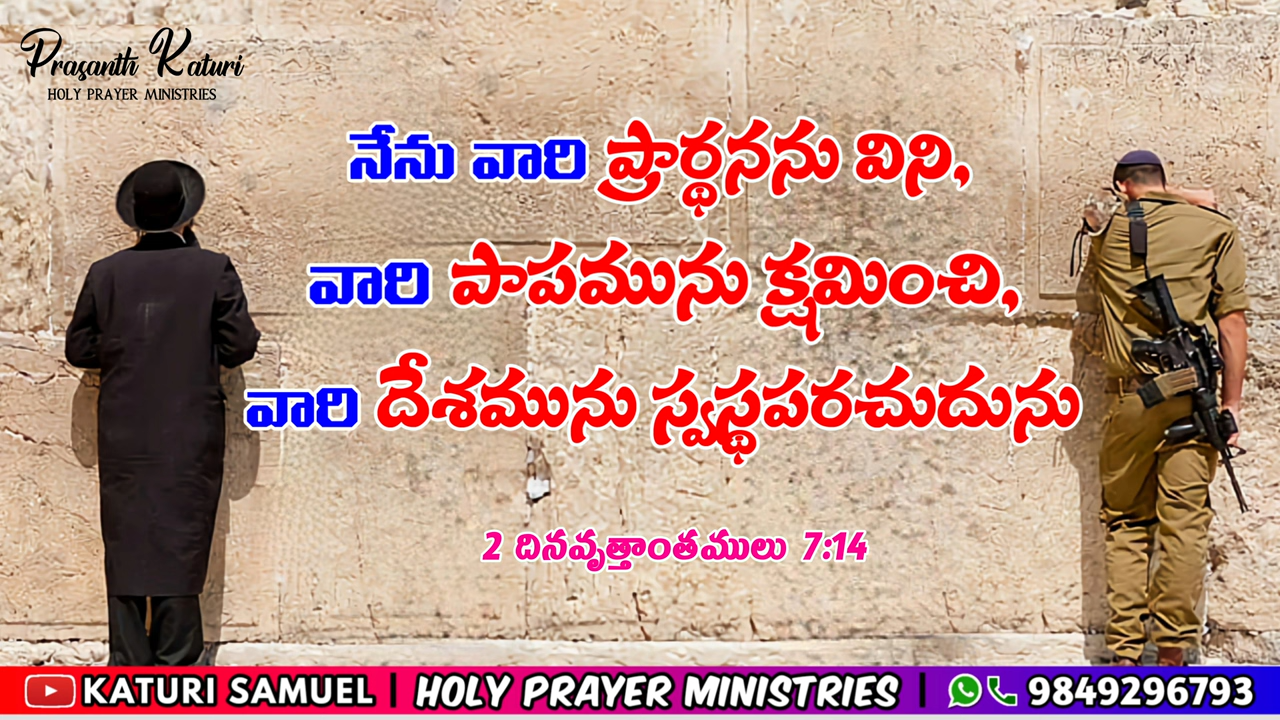 Prasanth Katuri
HOLY PRAYER MINISTRIES
నేను వారి ప్రార్థనను విని,
వారి పాపమును క్షమించి,
వారి దేశమును స్వస్థపరచుదును
2 దినవృత్తాంతములు 7:14
KATURI SAMUEL | HOLY PRAYER MINISTRIES | 9849296793